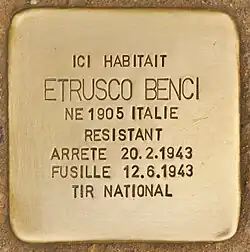 ICI HABITAIT
ETRUSCO BENCI
NE 1905 ITALIE
RESISTANT
ARRETE 20.2.1943
FUSILLE 12.6.1943
TIR NATIONAL